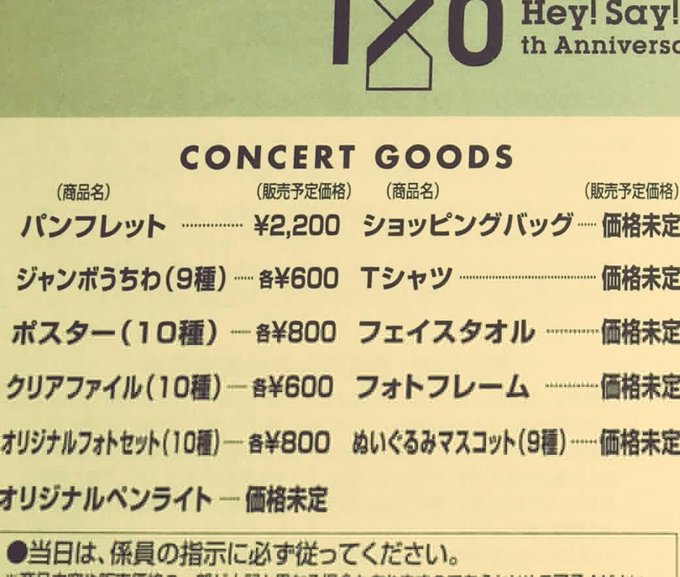 Hey! Say!
th Anniversa
CONCERT GOODS
(商品名) (販売予定価格) (商品名) (販売予定価格)
パンフレット ………… ¥2,200 ショッピングバッグ …… 価格未定
ジャンボうちわ(9種) …… 各¥600 Tシャツ ………… 価格未定
ポスター(10種) …… 各¥800 フェイスタオル ………… 価格未定
クリアファイル(10種) … 各¥600 フォトフレーム ………… 価格未定
オリジナルフォトセット(10種) … 各¥800 ぬいぐるみマスコット(9種) …… 価格未定
オリジナルペンライト … 価格未定
●当日は、係員の指示に必ず従ってください。